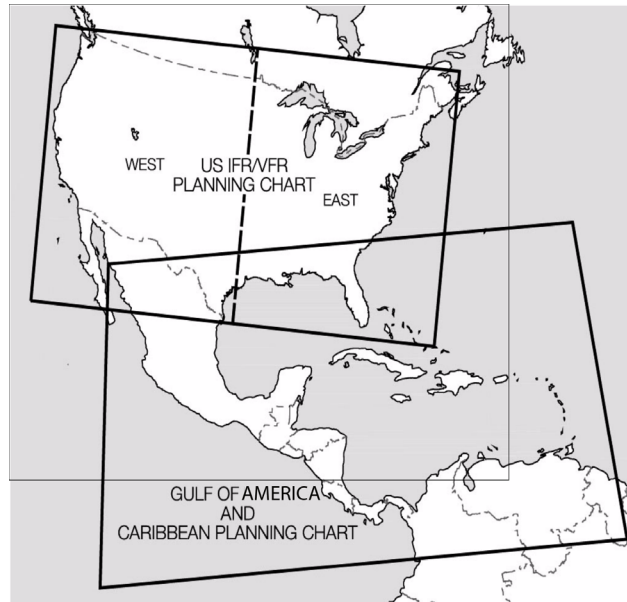 WEST
US IFR/VFR
PLANNING CHART
EAST
GULF OF AMERICA
AND
CARIBBEAN PLANNING CHART